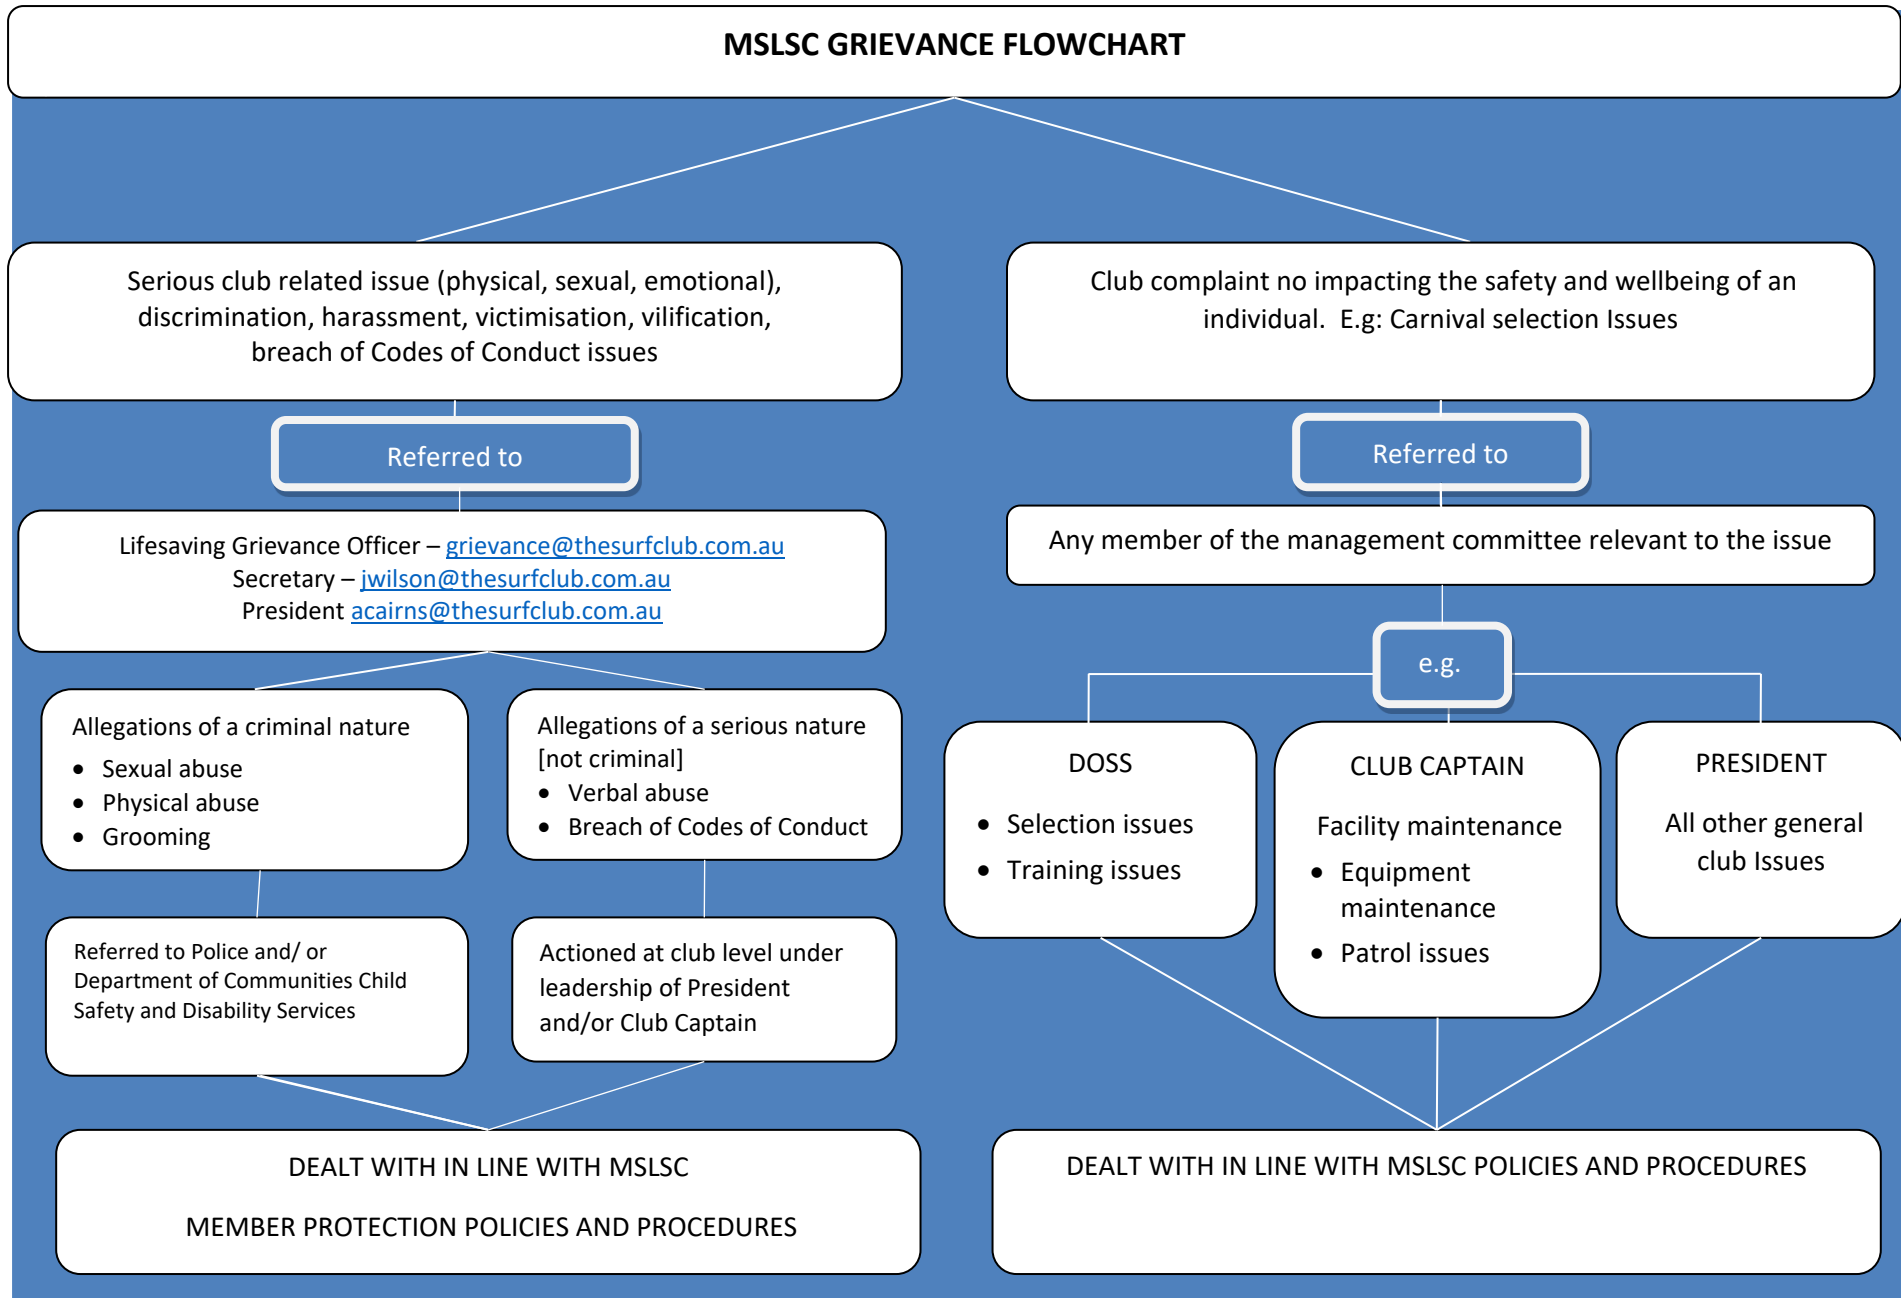 MSLSC GRIEVANCE FLOWCHART
Serious club related issue (physical, sexual, emotional),
discrimination, harassment, victimisation, vilification,
breach of Codes of Conduct issues
Club complaint no impacting the safety and wellbeing of an
individual.  E.g: Carnival selection Issues
Referred to
Referred to
Lifesaving Grievance Officer – grievance@thesurfclub.com.au
Secretary – jwilson@thesurfclub.com.au
President acairns@thesurfclub.com.au
Any member of the management committee relevant to the issue
e.g.
Allegations of a criminal nature
• Sexual abuse
• Physical abuse
• Grooming
Allegations of a serious nature
[not criminal]
• Verbal abuse
• Breach of Codes of Conduct
DOSS
• Selection issues
• Training issues
CLUB CAPTAIN
Facility maintenance
• Equipment
maintenance
• Patrol issues
PRESIDENT
All other general
club Issues
Referred to Police and/ or
Department of Communities Child
Safety and Disability Services
Actioned at club level under
leadership of President
and/or Club Captain
DEALT WITH IN LINE WITH MSLSC
MEMBER PROTECTION POLICIES AND PROCEDURES
DEALT WITH IN LINE WITH MSLSC POLICIES AND PROCEDURES